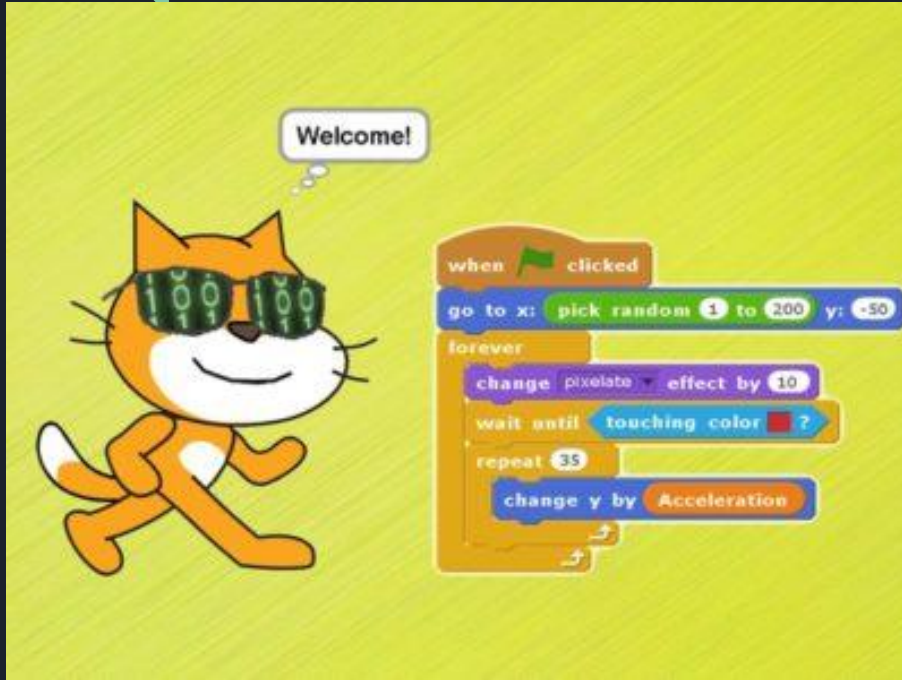 Welcome!
when clicked
go to x: pick random 1 to 200 y: -50
forever
change pixelate effect by 10
wait until touching color ?
repeat 35
change y by Acceleration